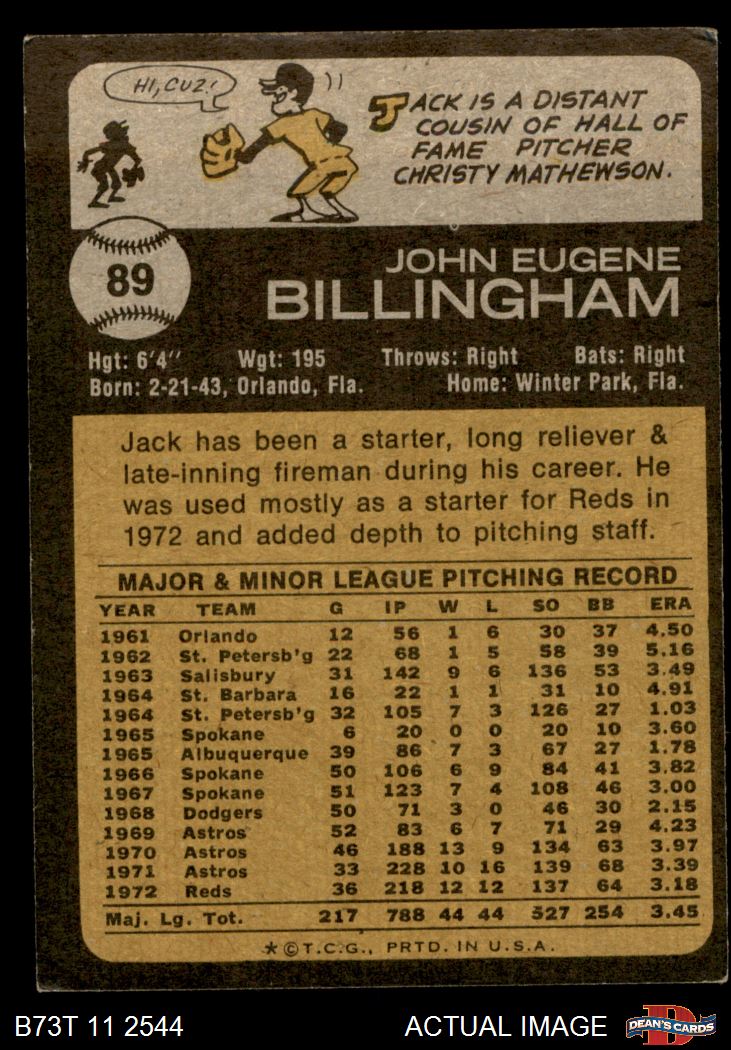 HI, CUZ!
JACK IS A DISTANT
COUSIN OF HALL OF
FAME PITCHER
CHRISTY MATHEWSON.
89
JOHN EUGENE
BILLINGHAM
Hgt: 6'4" Wgt: 195 Throws: Right Bats: Right
Born: 2-21-43, Orlando, Fla. Home: Winter Park, Fla.
Jack has been a starter, long reliever &
late-inning fireman during his career. He
was used mostly as a starter for Reds in
1972 and added depth to pitching staff.
MAJOR & MINOR LEAGUE PITCHING RECORD
YEAR TEAM G IP W L SO BB ERA
1961 Orlando 12 56 1 6 30 37 4.50
1962 St. Petersb'g 22 68 1 5 58 39 5.16
1963 Salisbury 31 142 9 6 136 53 3.49
1964 St. Barbara 16 22 1 1 31 10 4.91
1964 St. Petersb'g 32 105 7 3 126 27 1.03
1965 Spokane 6 20 0 0 20 10 3.60
1965 Albuquerque 39 86 7 3 67 27 1.78
1966 Spokane 50 106 6 9 84 41 3.82
1967 Spokane 51 123 7 4 108 46 3.00
1968 Dodgers 50 71 3 0 46 30 2.15
1969 Astros 52 83 6 7 71 29 4.23
1970 Astros 46 188 13 9 134 63 3.97
1971 Astros 33 228 10 16 139 68 3.39
1972 Reds 36 218 12 12 137 64 3.18
Maj. Lg. Tot. 217 788 44 44 527 254 3.45
*©T.C.G., PRTD. IN U.S.A.
B73T 11 2544 ACTUAL IMAGE D DEAN'S CARDS